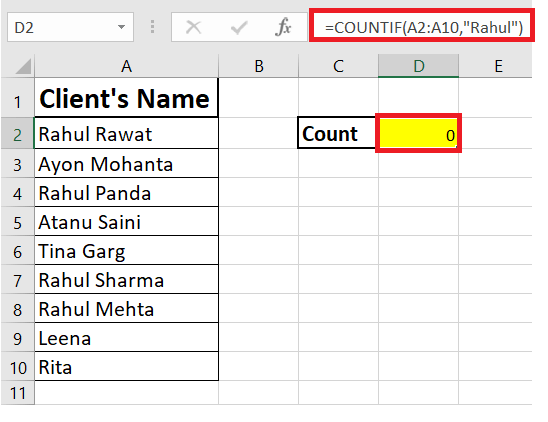 D2 fx =COUNTIF(A2:A10,"Rahul")
A B C D E
1 Client's Name
2 Rahul Rawat Count 0
3 Ayon Mohanta
4 Rahul Panda
5 Atanu Saini
6 Tina Garg
7 Rahul Sharma
8 Rahul Mehta
9 Leena
10 Rita
11